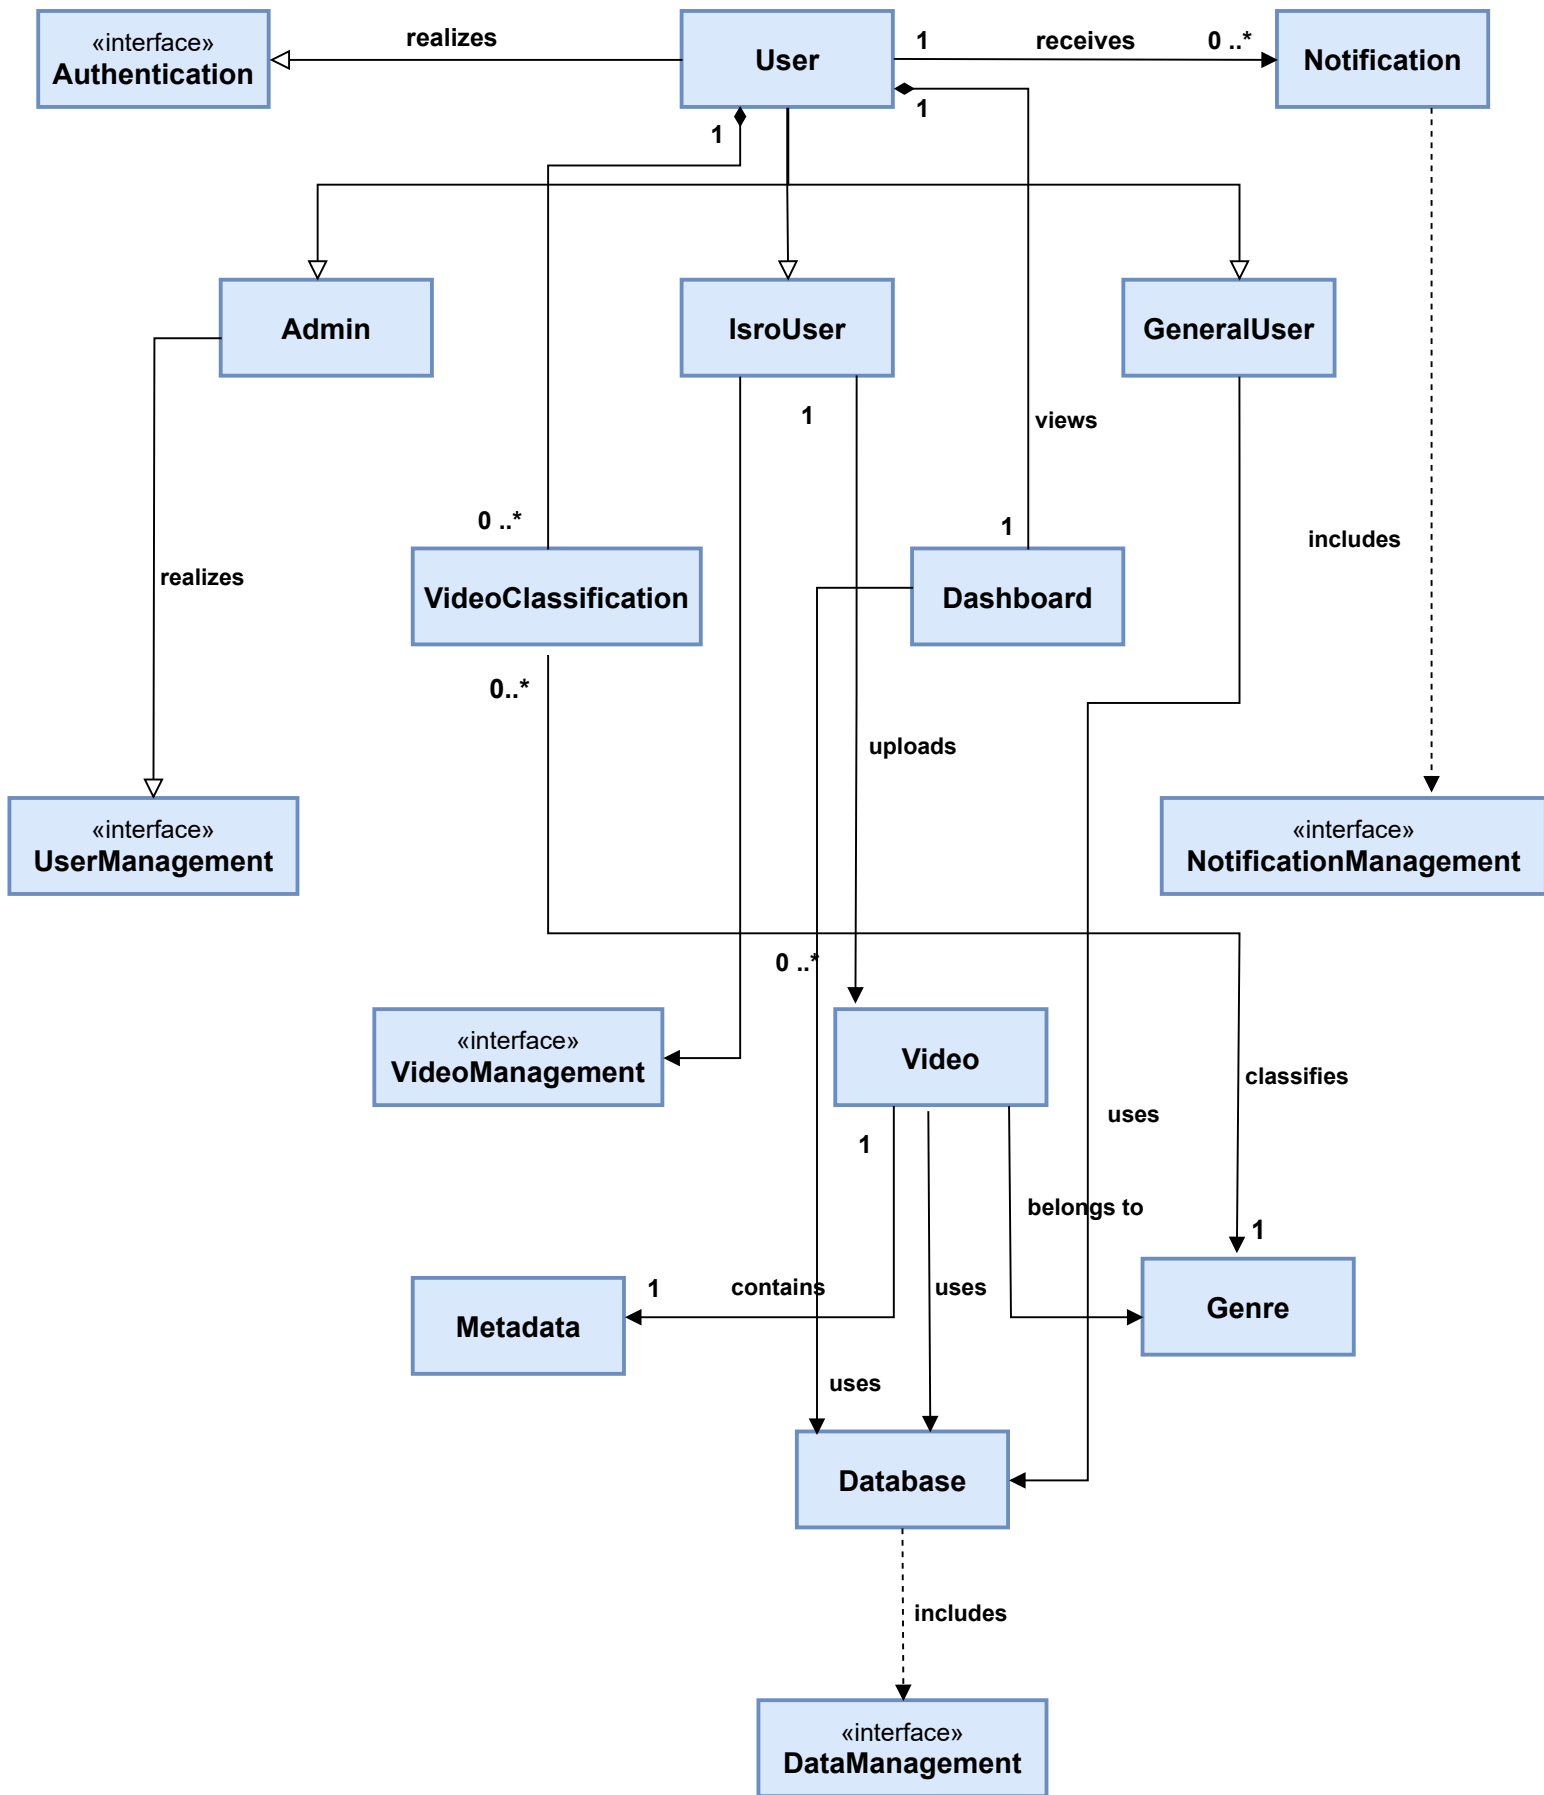 «interface»
Authentication
realizes
User
1
receives
0 ..*
Notification
1
1
Admin
IsroUser
GeneralUser
1
views
0 ..*
1
includes
realizes
VideoClassification
Dashboard
0..*
uploads
«interface»
UserManagement
«interface»
NotificationManagement
0 ..*
«interface»
VideoManagement
Video
classifies
1
uses
belongs to
1
1
contains
uses
Metadata
Genre
uses
Database
includes
«interface»
DataManagement